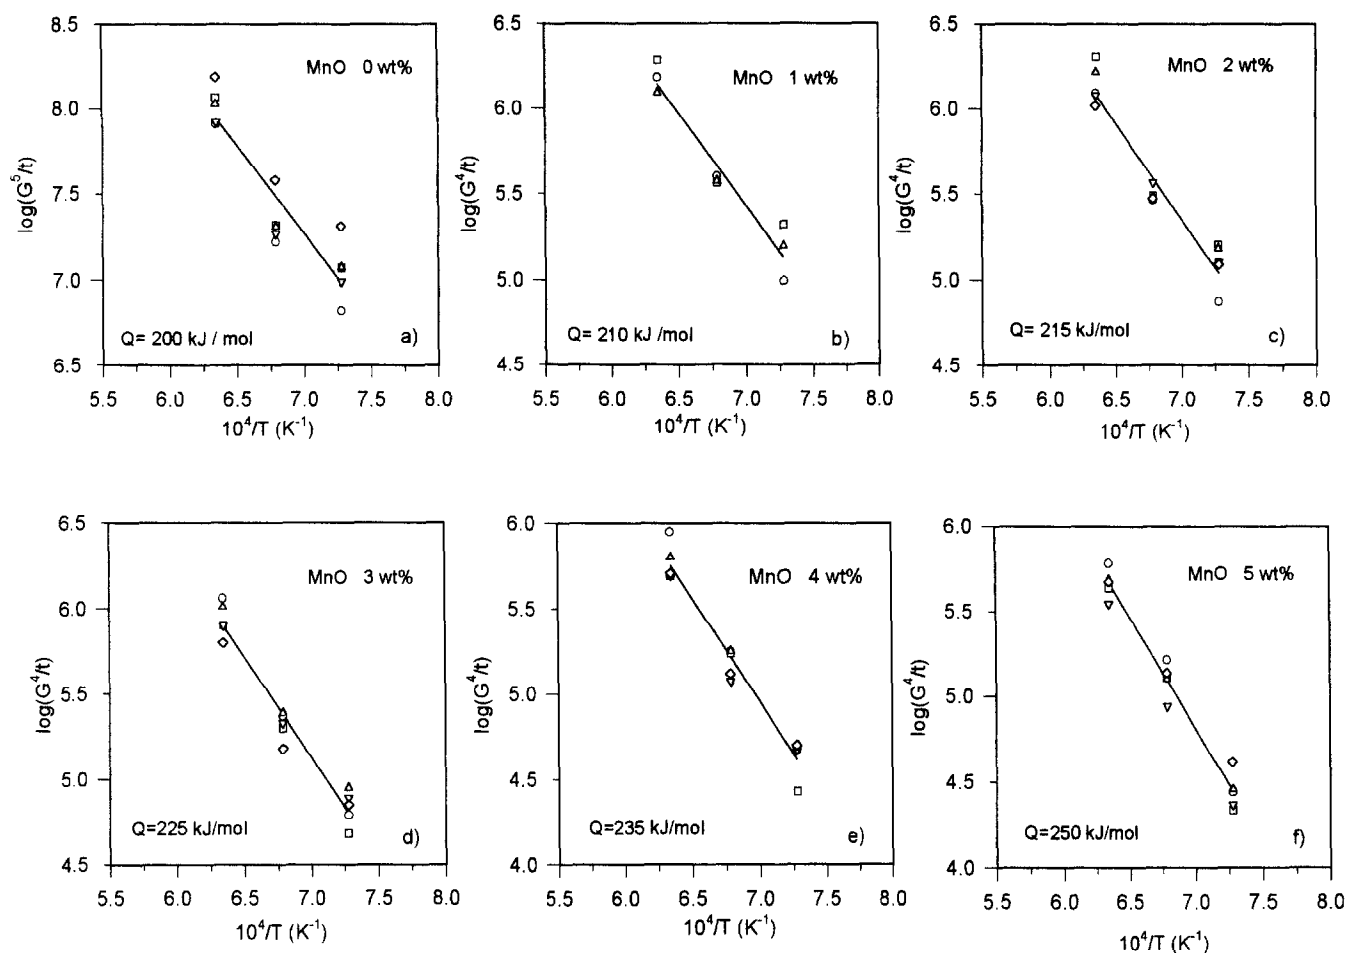 8.5
MnO 0 wt%
8.0
7.5
7.0
6.5
log(G⁵/t)
Q= 200 kJ / mol
a)
5.5 6.0 6.5 7.0 7.5 8.0
10⁴/T (K⁻¹)
6.5
MnO 1 wt%
6.0
5.5
5.0
4.5
log(G⁴/t)
Q= 210 kJ /mol
b)
5.5 6.0 6.5 7.0 7.5 8.0
10⁴/T (K⁻¹)
6.5
MnO 2 wt%
6.0
5.5
5.0
4.5
log(G⁴/t)
Q= 215 kJ/mol
c)
5.5 6.0 6.5 7.0 7.5 8.0
10⁴/T (K⁻¹)
6.5
MnO 3 wt%
6.0
5.5
5.0
4.5
log(G⁴/t)
Q=225 kJ/mol
d)
5.5 6.0 6.5 7.0 7.5 8.0
10⁴/T (K⁻¹)
6.0
MnO 4 wt%
5.5
5.0
4.5
4.0
log(G⁴/t)
Q=235 kJ/mol
e)
5.5 6.0 6.5 7.0 7.5 8.0
10⁴/T (K⁻¹)
6.0
MnO 5 wt%
5.5
5.0
4.5
4.0
log(G⁴/t)
Q=250 kJ/mol
f)
5.5 6.0 6.5 7.0 7.5 8.0
10⁴/T (K⁻¹)